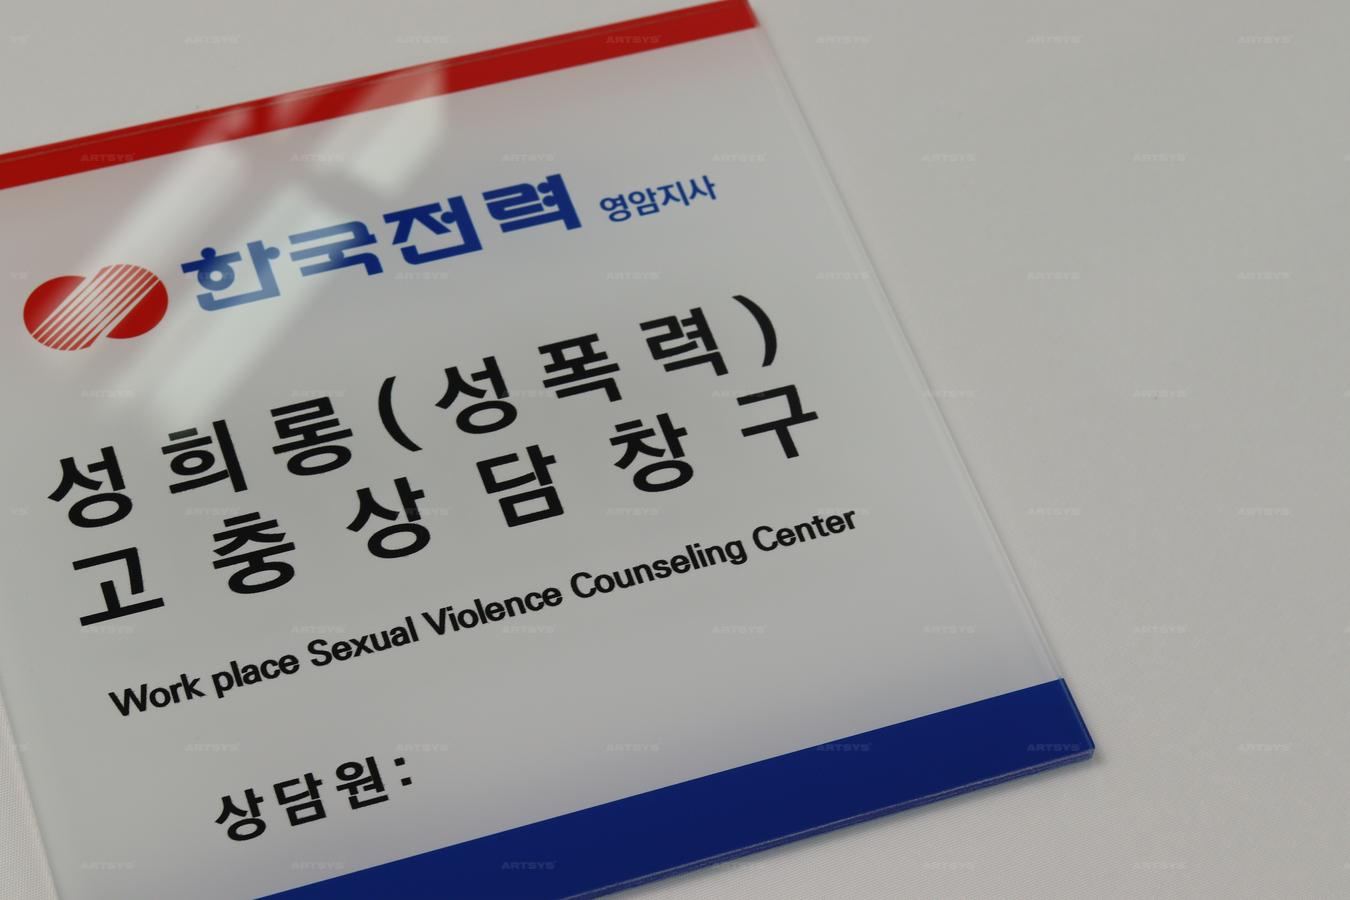 한국전력 영암지사
성희롱(성폭력)
고충상담창구
Work place Sexual Violence Counseling Center
상담원:
ARTSYS